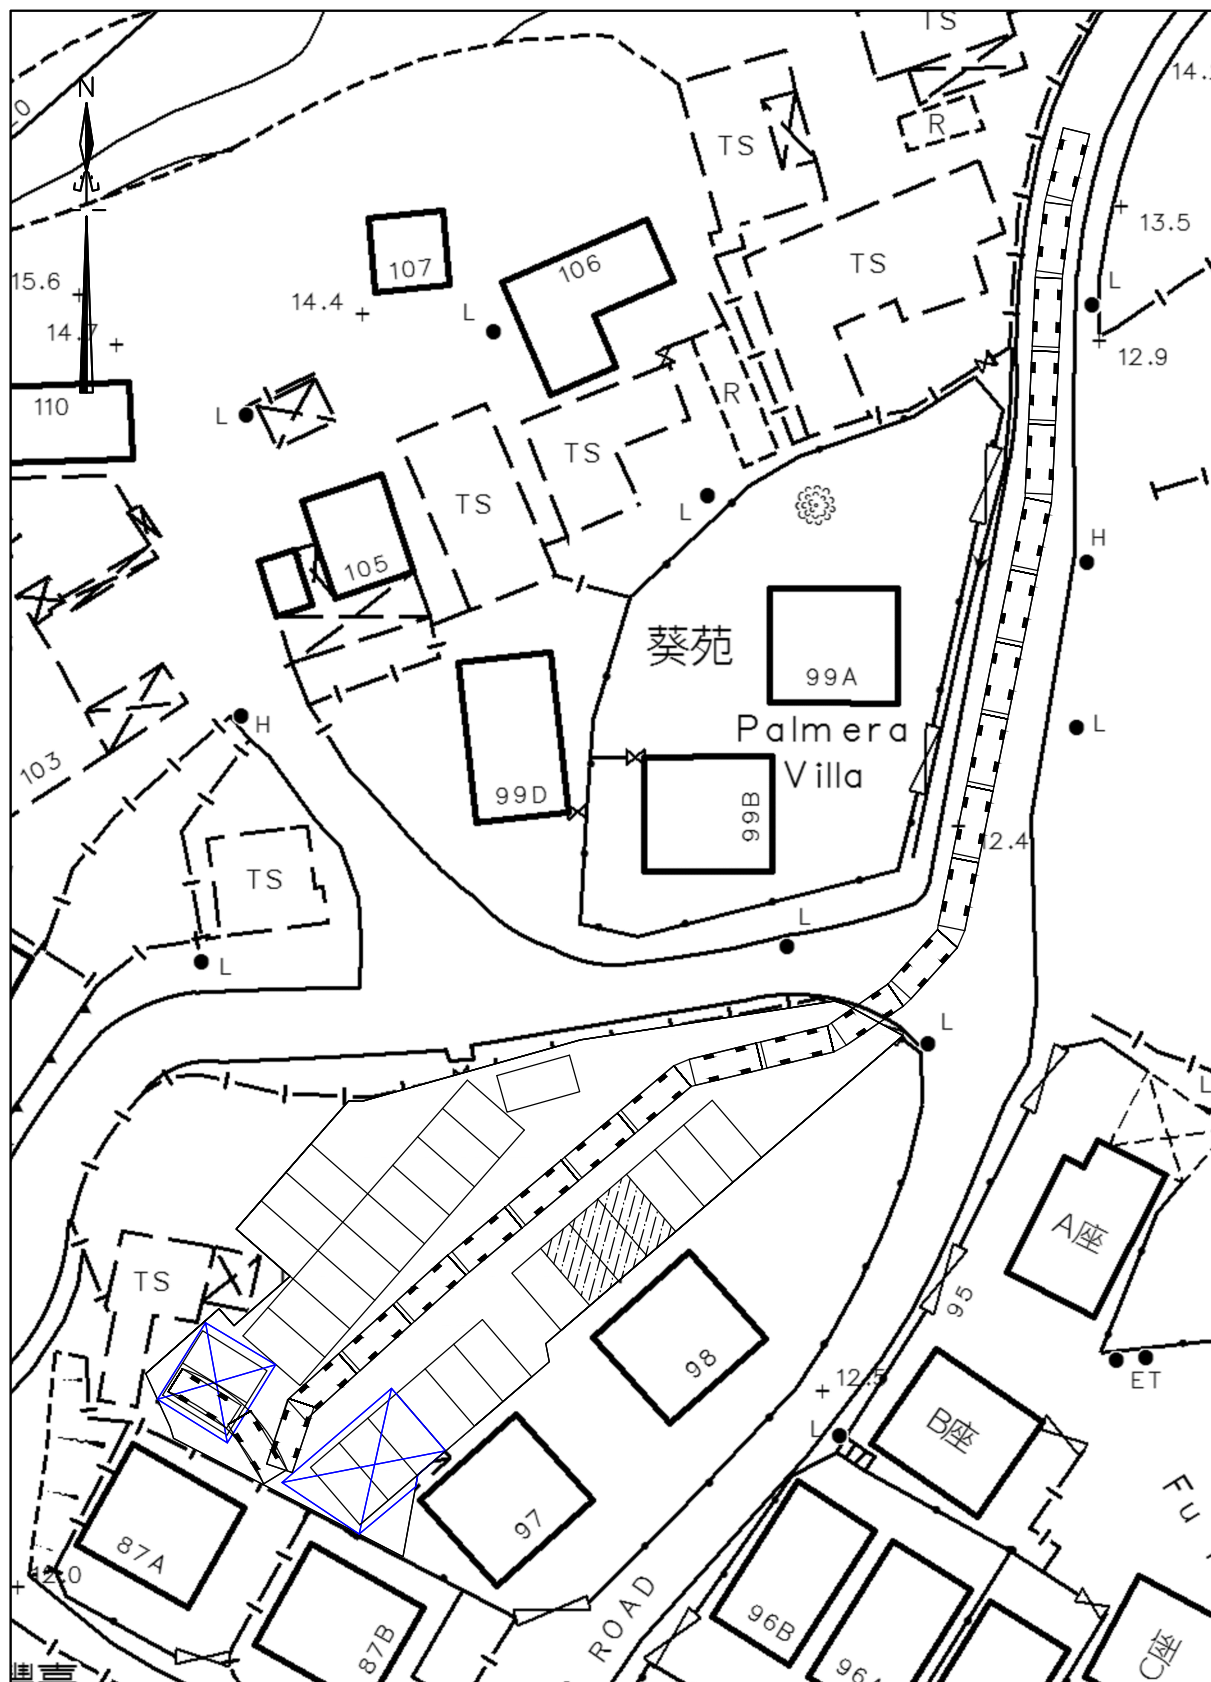 TS
14.
N
R
TS
13.5
106
107
TS
15.6
14.4
L
L
14.7
12.9
R
110
L
TS
TS
L
H
105
葵苑
99A
H
Palmera
L
103
Villa
99D
99B
12.4
TS
L
L
L
L
A座
TS
95
98
12.5
ET
L
B座
97
Fu
87A
12.0
ROAD
96B
87B
96A
C座